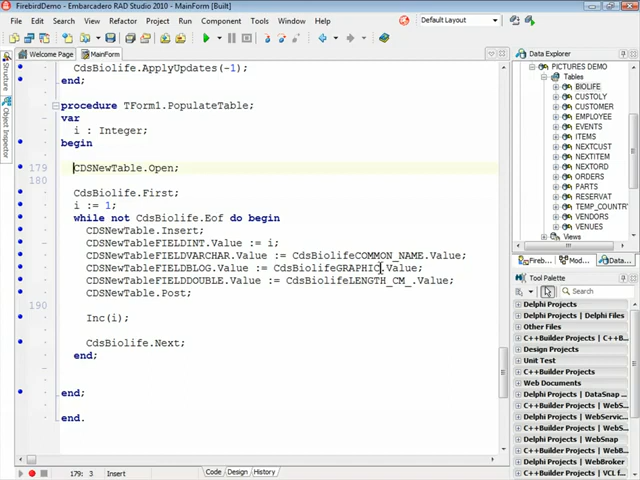 FirebirdDemo - Embarcadero RAD Studio 2010 - MainForm [Built]
File Edit Search View Refactor Project Run Component Tools Window Help
Default Layout
Welcome Page MainForm
Structure
Object Inspector
CdsBiolife.ApplyUpdates(-1);
end;
procedure TForm1.PopulateTable;
var
i : Integer;
begin
179 CDSNewTable.Open;
180
CdsBiolife.First;
i := 1;
while not CdsBiolife.Eof do begin
CDSNewTable.Insert;
CDSNewTableFIELDINT.Value := i;
CDSNewTableFIELDVARCHAR.Value := CdsBiolifeCOMMON_NAME.Value;
CDSNewTableFIELDBLOG.Value := CdsBiolifeGRAPHIC.Value;
CDSNewTableFIELDDOUBLE.Value := CdsBiolifeLENGTH_CM_.Value;
CDSNewTable.Post;
190
Inc(i);
CdsBiolife.Next;
end;
end;
end.
179: 3 Insert
Code Design History
Data Explorer
PICTURES DEMO
Tables
BIOLIFE
CUSTOLY
CUSTOMER
EMPLOYEE
EVENTS
ITEMS
NEXTCUST
NEXTITEM
NEXTORD
ORDERS
PARTS
RESERVAT
TEMP_COUNTR
VENDORS
VENUES
Views
Fireb... Data...
Tool Palette
Search
Delphi Projects
Delphi Projects | Delphi Files
Other Files
C++Builder Projects | C++B...
Design Projects
Unit Test
C++Builder Projects
Web Documents
Delphi Projects | DataSnap ...
C++Builder Projects | WebS...
Delphi Projects | WebServic...
C++Builder Projects | WebS...
Delphi Projects | WebSnap
C++Builder Projects | WebS...
Delphi Projects | WebBroker
C++Builder Projects | VCL f...